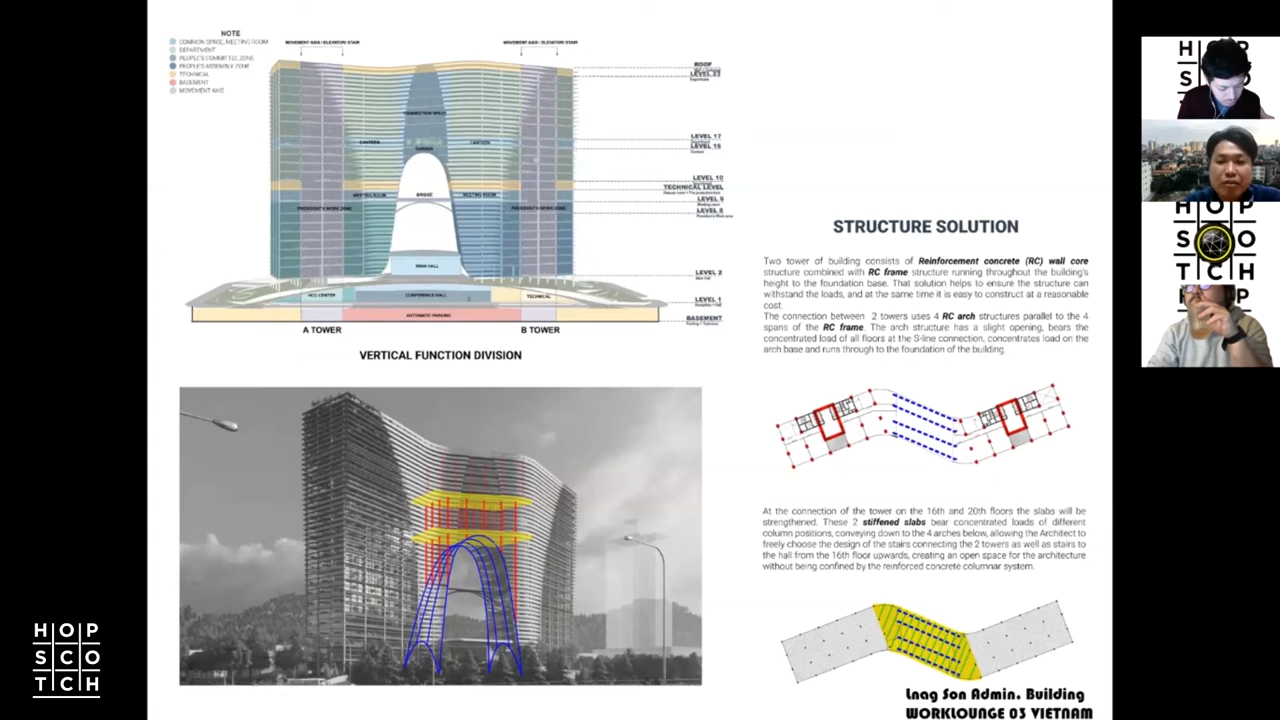 NOTE
COMMON SPACE, MEETING ROOM
DEPARTMENT
PEOPLE'S COMMITTEE ZONE
PEOPLE'S ASSEMBLY ZONE
TECHNICAL
BASEMENT
MOVEMENT AXIS
MOVEMENT AXIS / ELEVATOR/ STAIR
MOVEMENT AXIS / ELEVATOR/ STAIR
CONNECTION SPACE
CANTEEN
GARDEN
CANTEEN
MEETING ROOM
BRIDGE
MEETING ROOM
PRESIDENT'S WORK ZONE
PRESIDENT'S WORK ZONE
MAIN HALL
HCC CENTER
CONFERENCE HALL
TECHNICAL
AUTOMATIC PARKING
A TOWER
B TOWER
ROOF
LEVEL 23
LEVEL 17
LEVEL 16
LEVEL 10
TECHNICAL LEVEL
LEVEL 9
LEVEL 2
LEVEL 1
BASEMENT
VERTICAL FUNCTION DIVISION
STRUCTURE SOLUTION
Two tower of building consists of Reinforcement concrete (RC) wall core
structure combined with RC frame structure running throughout the building's
height to the foundation base. That solution helps to ensure the structure can
withstand the loads, and at the same time it is easy to construct at a reasonable
cost.
The connection between 2 towers uses 4 RC arch structures parallel to the 4
spans of the RC frame. The arch structure has a slight opening, bears the
concentrated load of all floors at the S-line connection, concentrates load on the
arch base and runs through to the foundation of the building.
At the connection of the tower on the 16th and 20th floors the slabs will be
strengthened. These 2 stiffened slabs bear concentrated loads of different
column positions, conveying down to the 4 arches below, allowing the Architect to
freely choose the design of the stairs connecting the 2 towers as well as stairs to
the hall from the 16th floor upwards, creating an open space for the architecture
without being confined by the reinforced concrete columnar system.
Lnag Son Admin. Building
WORKLOUNGE 03 VIETNAM
HOP
SCO
TCH
H
S
T
HOP
S O
TCH